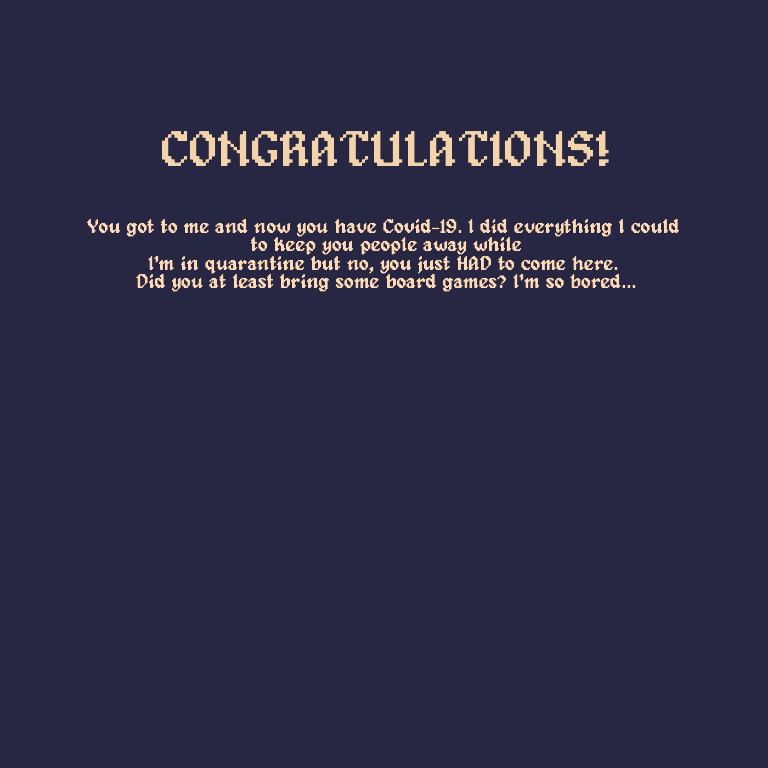 CONGRATULATIONS!
You got to me and now you have Covid-19. I did everything I could
to keep you people away while
I'm in quarantine but no, you just HAD to come here.
Did you at least bring some board games? I'm so bored...